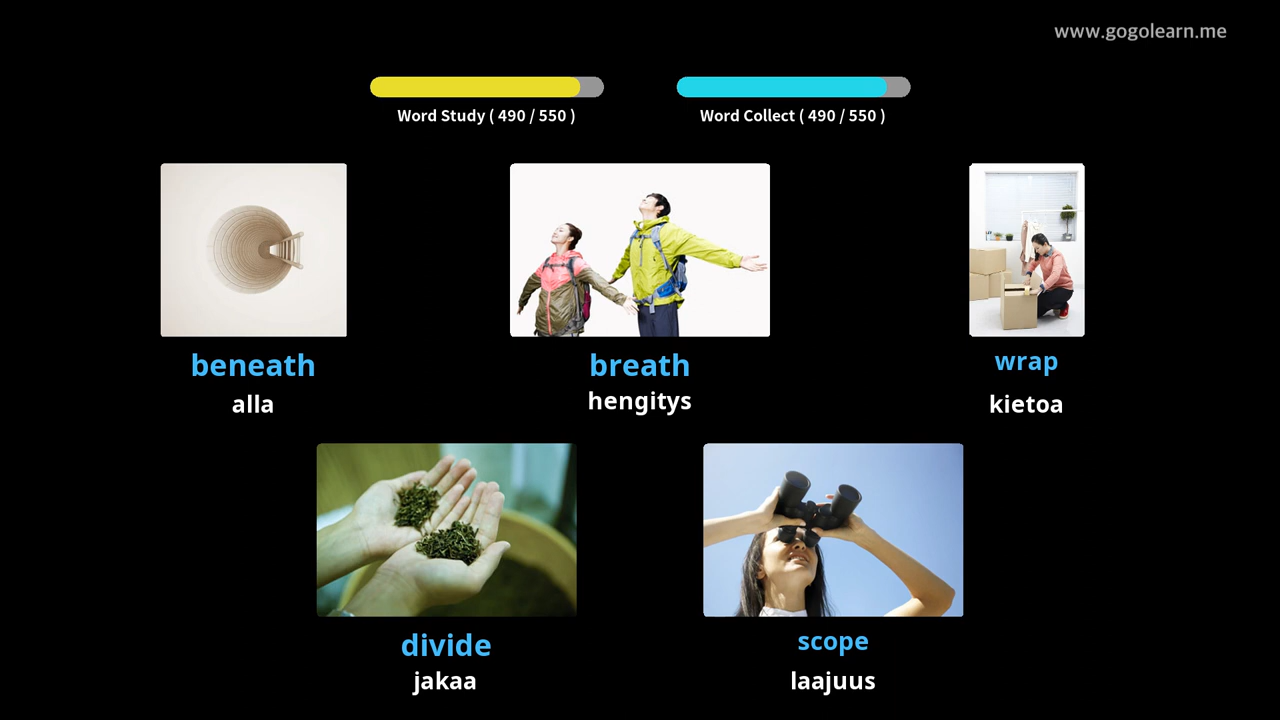 www.gogolearn.me
Word Study ( 490 / 550 )
Word Collect ( 490 / 550 )
beneath
alla
breath
hengitys
wrap
kietoa
divide
jakaa
scope
laajuus